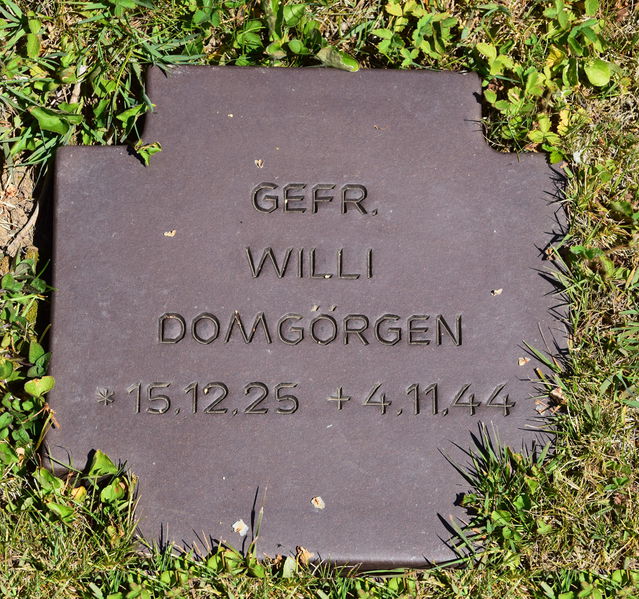 GEFR.
WILLI
DOMGÖRGEN
* 15.12.25 + 4.11.44